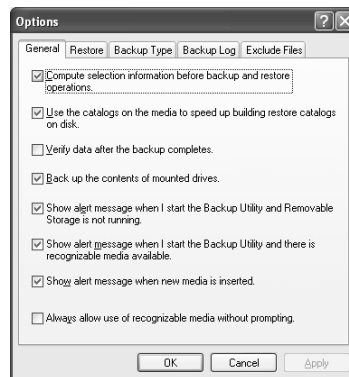 Options
General Restore Backup Type Backup Log Exclude Files
Compute selection information before backup and restore
operations.
Use the catalogs on the media to speed up building restore catalogs
on disk.
Verify data after the backup completes.
Back up the contents of mounted drives.
Show alert message when I start the Backup Utility and Removable
Storage is not running.
Show alert message when I start the Backup Utility and there is
recognizable media available.
Show alert message when new media is inserted.
Always allow use of recognizable media without prompting.
OK Cancel Apply